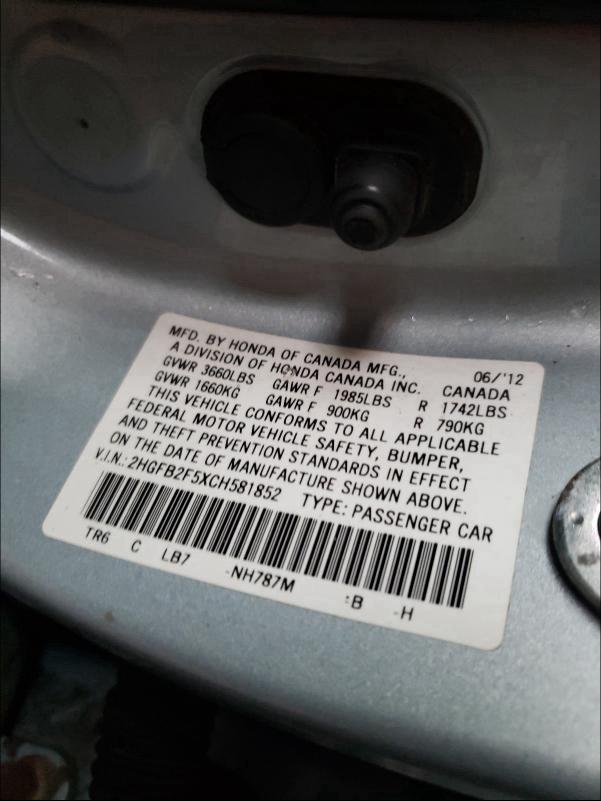 MFD. BY HONDA OF CANADA MFG., 06/'12
A DIVISION OF HONDA CANADA INC. CANADA
GVWR 3660LBS GAWR F 1985LBS R 1742LBS
GVWR 1660KG GAWR F 900KG R 790KG
THIS VEHICLE CONFORMS TO ALL APPLICABLE
FEDERAL MOTOR VEHICLE SAFETY, BUMPER,
AND THEFT PREVENTION STANDARDS IN EFFECT
ON THE DATE OF MANUFACTURE SHOWN ABOVE.
V.I.N.: 2HGFB2F5XCH581852 TYPE: PASSENGER CAR
TR6 C LB7 -NH787M :B -H